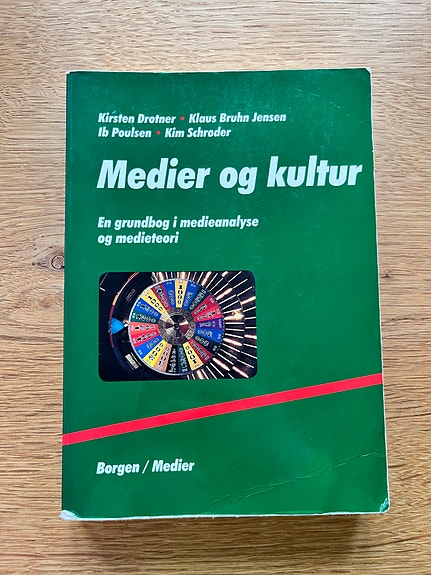 Kirsten Drotner • Klaus Bruhn Jensen
Ib Poulsen • Kim Schrøder
Medier og kultur
En grundbog i medieanalyse
og medieteori
Borgen / Medier